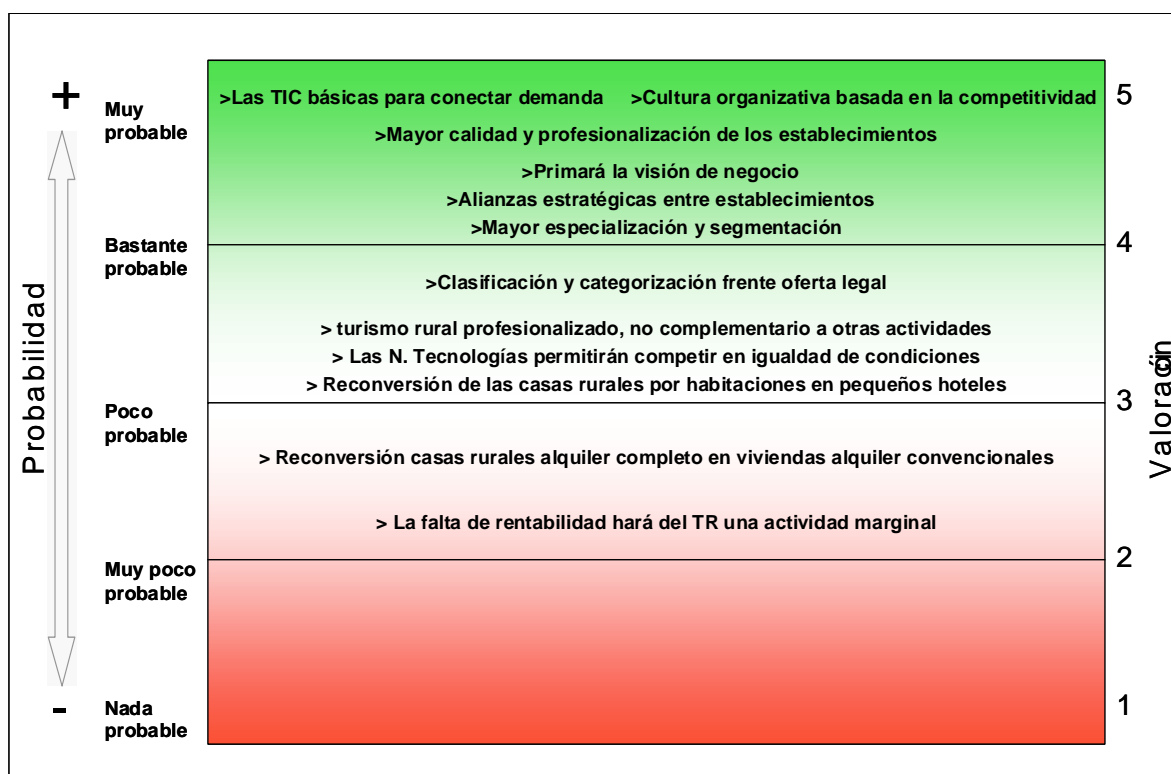 +
Muy
probable
>Las TIC básicas para conectar demanda >Cultura organizativa basada en la competitividad
5
>Mayor calidad y profesionalización de los establecimientos
>Primará la visión de negocio
>Alianzas estratégicas entre establecimientos
>Mayor especialización y segmentación
Bastante
probable
4
>Clasificación y categorización frente oferta legal
> turismo rural profesionalizado, no complementario a otras actividades
> Las N. Tecnologías permitirán competir en igualdad de condiciones
> Reconversión de las casas rurales por habitaciones en pequeños hoteles
Probabilidad
Poco
probable
3
Valoración
> Reconversión casas rurales alquiler completo en viviendas alquiler convencionales
> La falta de rentabilidad hará del TR una actividad marginal
Muy poco
probable
2
-
Nada
probable
1